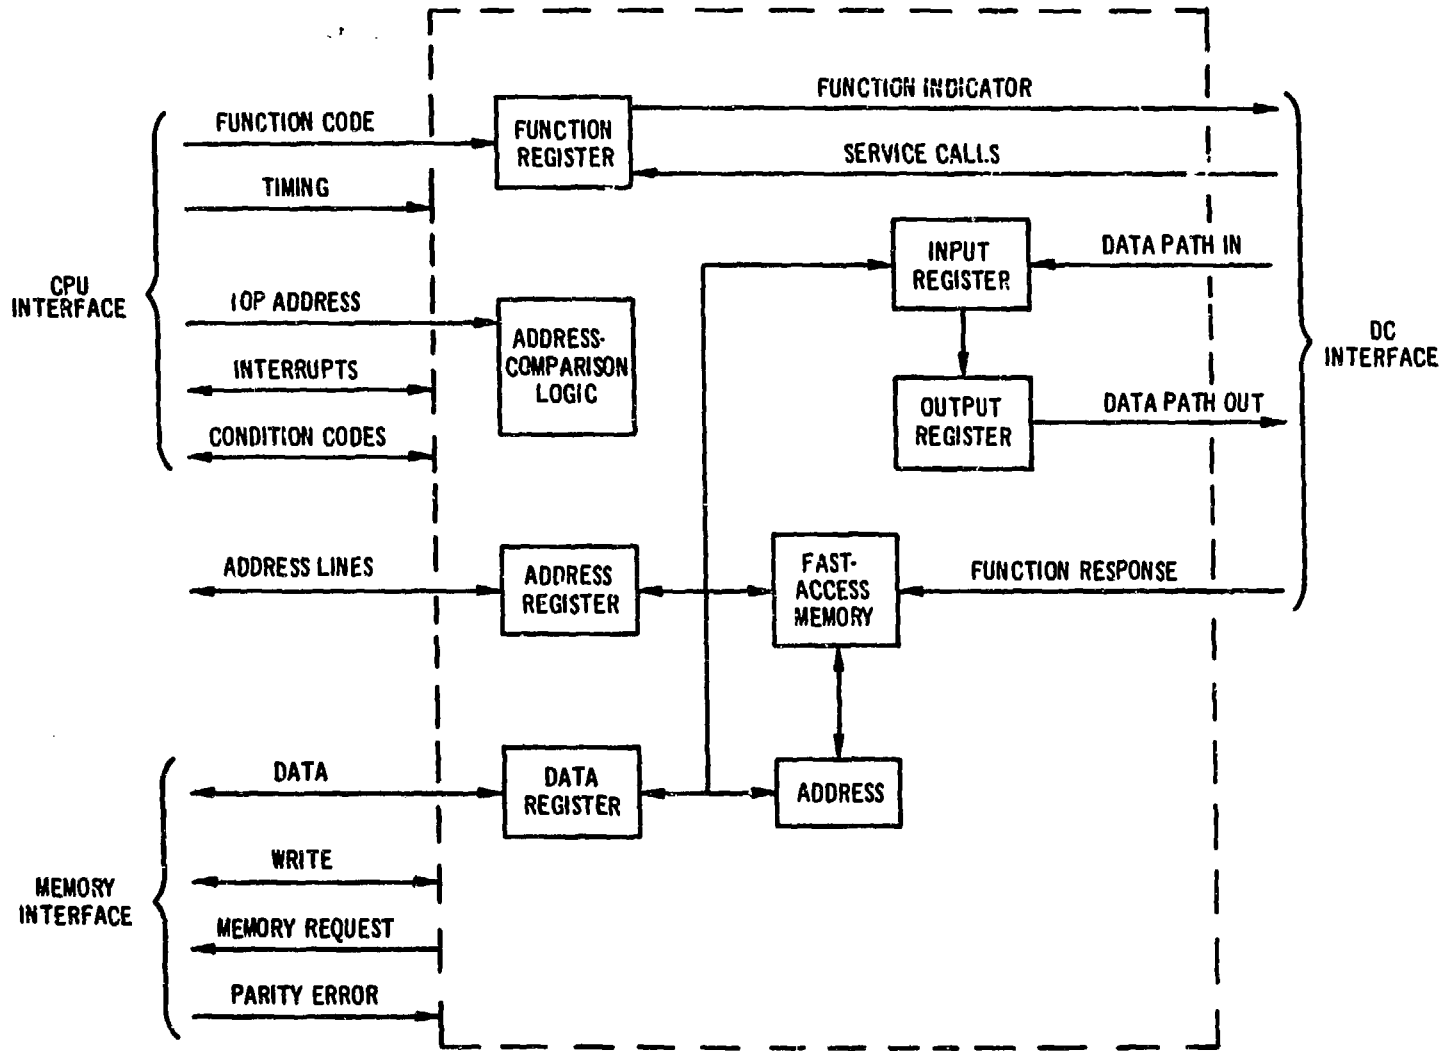 FUNCTION INDICATOR
FUNCTION CODE
FUNCTION
REGISTER
SERVICE CALLS
TIMING
INPUT
REGISTER
DATA PATH IN
CPU
INTERFACE
IOP ADDRESS
ADDRESS-
COMPARISON
LOGIC
DC
INTERFACE
INTERRUPTS
OUTPUT
REGISTER
DATA PATH OUT
CONDITION CODES
ADDRESS LINES
ADDRESS
REGISTER
FAST-
ACCESS
MEMORY
FUNCTION RESPONSE
DATA
DATA
REGISTER
ADDRESS
WRITE
MEMORY
INTERFACE
MEMORY REQUEST
PARITY ERROR